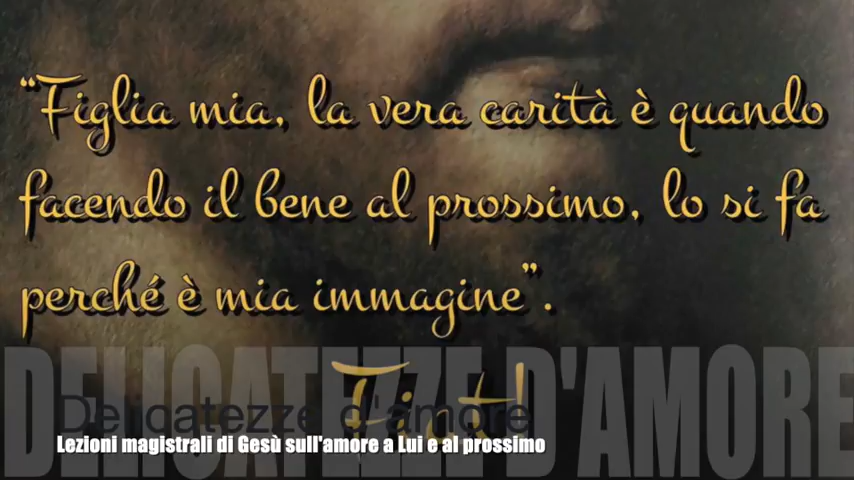 “Figlia mia, la vera carità è quando
facendo il bene al prossimo, lo si fa
perché è mia immagine”.
Fiat!
DELICATEZZE D'AMORE
Delicatezze d'amore
Lezioni magistrali di Gesù sull'amore a Lui e al prossimo